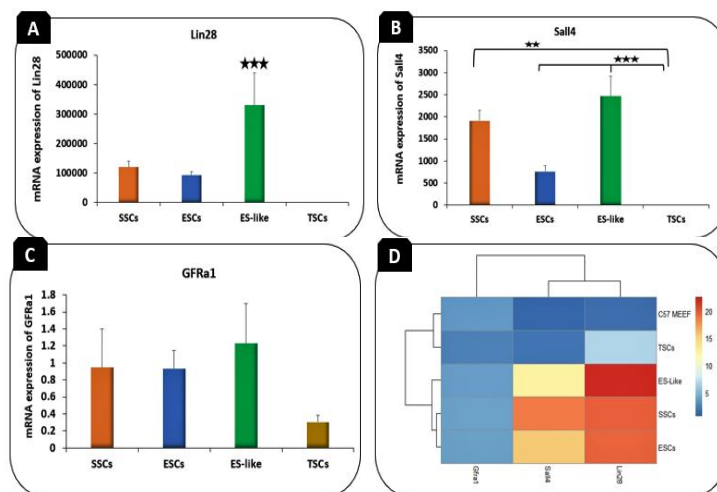 A
Lin28
mRNA expression of Lin28
500000
400000
300000
200000
100000
0
★★★
SSCs ESCs ES-like TSCs
B
Sall4
mRNA expression of Sall4
3500
3000
2500
2000
1500
1000
500
0
★★
★★★
SSCs ESCs ES-like TSCs
C
GFRa1
mRNA expression of GFRa1
1.8
1.6
1.4
1.2
1
0.8
0.6
0.4
0.2
0
SSCs ESCs ES-like TSCs
D
C57 MEEF
TSCs
ES-Like
SSCs
ESCs
Gfra1
Sall4
Lin28
20
15
10
5